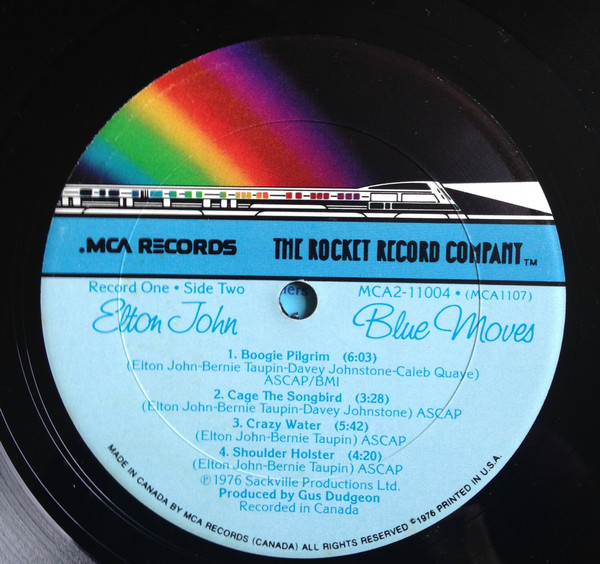 .MCA RECORDS THE ROCKET RECORD COMPANY TM
Record One • Side Two MCA2-11004 • (MCA1107)
Elton John Blue Moves
1. Boogie Pilgrim (6:03)
(Elton John-Bernie Taupin-Davey Johnstone-Caleb Quaye)
ASCAP/BMI
2. Cage The Songbird (3:28)
(Elton John-Bernie Taupin-Davey Johnstone) ASCAP
3. Crazy Water (5:42)
(Elton John-Bernie Taupin) ASCAP
4. Shoulder Holster (4:20)
(Elton John-Bernie Taupin) ASCAP
℗1976 Sackville Productions Ltd.
Produced by Gus Dudgeon
Recorded in Canada
MADE IN CANADA BY MCA RECORDS (CANADA) ALL RIGHTS RESERVED ©1976 PRINTED IN U.S.A.